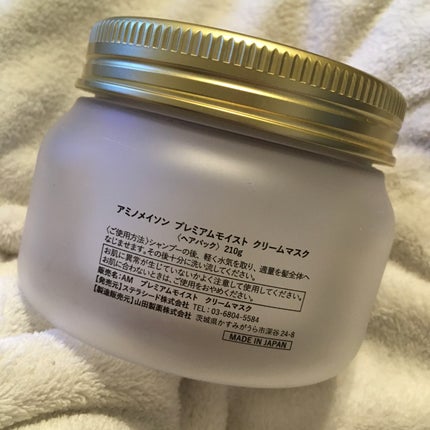 アミノメイソン プレミアムモイスト クリームマスク
〈ヘアパック〉 210g
〈ご使用方法〉シャンプーの後、軽く水気を取り、適量を髪全体へ
なじませます。その後十分に洗い流してください。
お肌に異常が生じていないかよく注意して使用してください。
お肌に合わないときは、ご使用をおやめください。
販売名:AM プレミアムモイスト クリームマスク
【発売元】ステラシード株式会社 TEL : 03-6804-5584
【製造販売元】山田製薬株式会社 茨城県かすみがうら市深谷24-8
MADE IN JAPAN